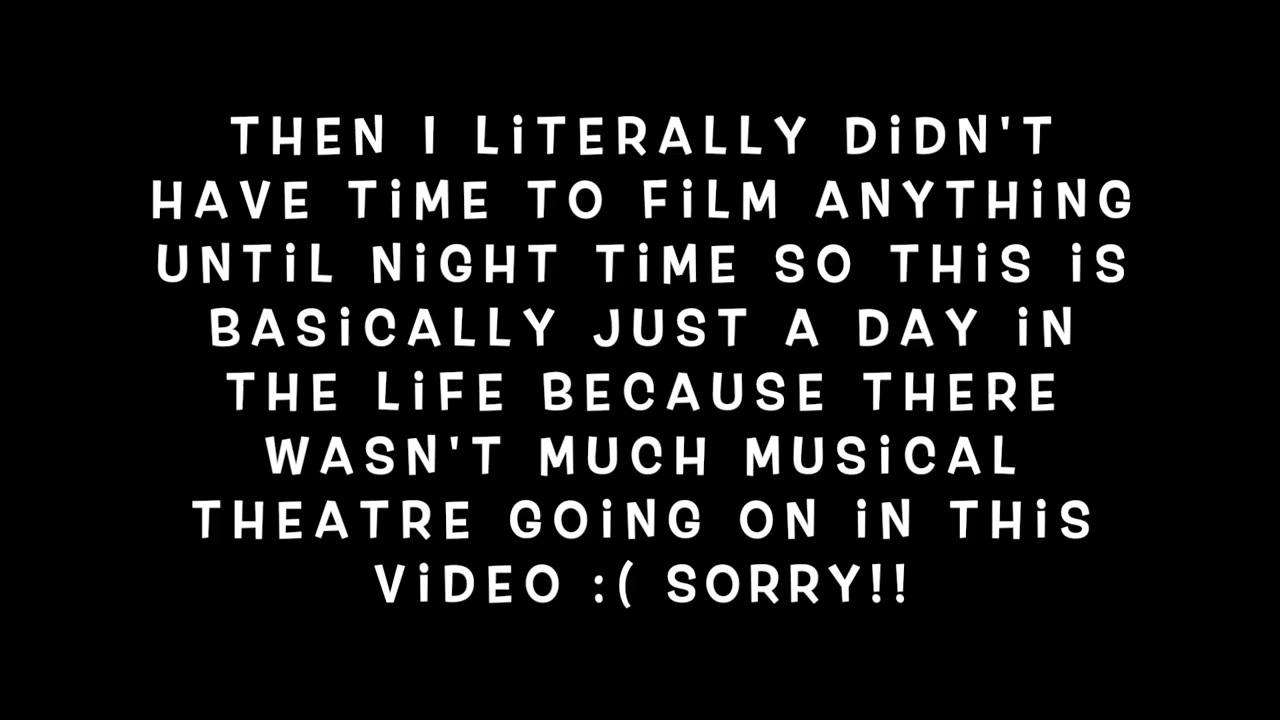 THEN I LiTERALLY DiDN'T
HAVE TiME TO FiLM ANYTHiNG
UNTiL NiGHT TiME SO THiS iS
BASiCALLY JUST A DAY iN
THE LiFE BECAUSE THERE
WASN'T MUCH MUSiCAL
THEATRE GOiNG ON iN THiS
ViDEO :( SORRY!!